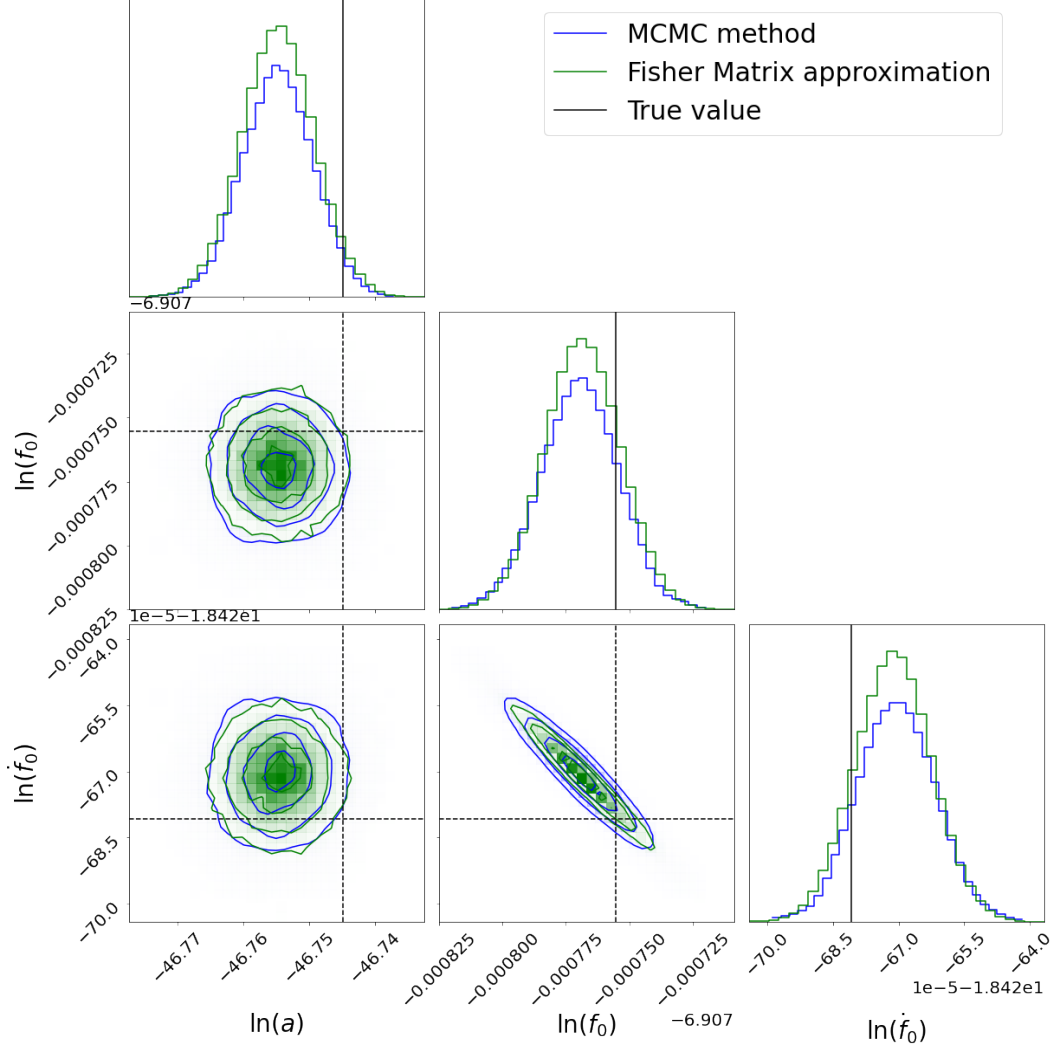 MCMC method
Fisher Matrix approximation
True value
−6.907
ln(f₀)
−0.000725
−0.000750
−0.000775
−0.000800
−0.000825
1e−5−1.842e1
ln(ḟ₀)
−64.0
−65.5
−67.0
−68.5
−70.0
−46.77
−46.76
−46.75
−46.74
ln(a)
−0.000825
−0.000800
−0.000775
−0.000750
−0.000725
−6.907
ln(f₀)
−70.0
−68.5
−67.0
−65.5
−64.0
1e−5−1.842e1
ln(ḟ₀)